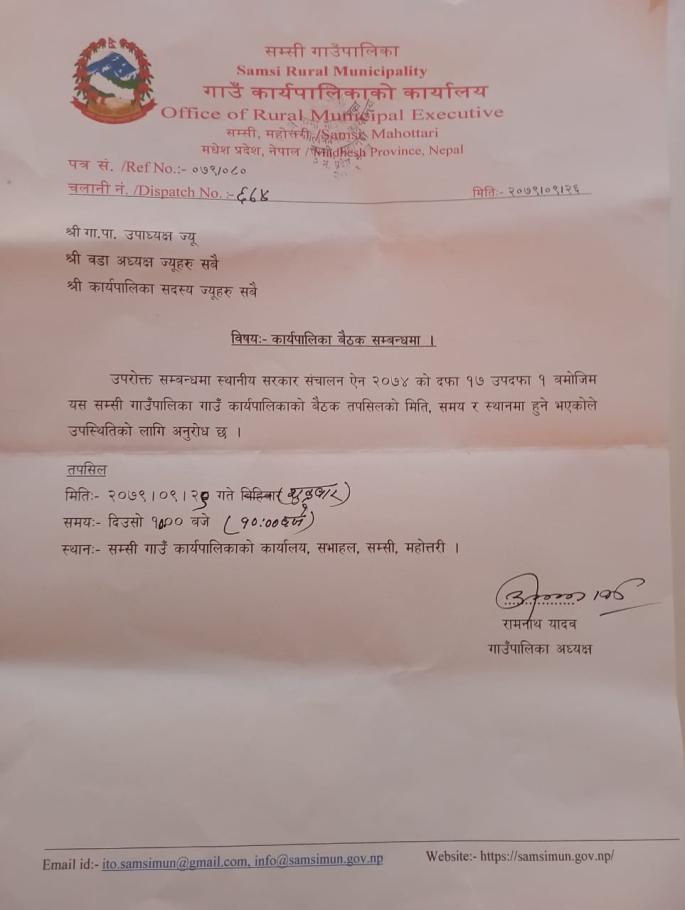 सम्सी गाउँपालिका
Samsi Rural Municipality
गाउँ कार्यपालिकाको कार्यालय
Office of Rural Municipal Executive
सम्सी, महोत्तरी /Samsi, Mahottari
मधेश प्रदेश, नेपाल /Madhesh Province, Nepal
पत्र सं. /Ref No.:- ०७९/०८०
चलानी नं. /Dispatch No. :- ६६४
मिति:- २०७९।०९।२६
श्री गा.पा. उपाध्यक्ष ज्यू
श्री वडा अध्यक्ष ज्यूहरु सबै
श्री कार्यपालिका सदस्य ज्यूहरु सबै
विषय:- कार्यपालिका बैठक सम्बन्धमा ।
उपरोक्त सम्बन्धमा स्थानीय सरकार संचालन ऐन २०७४ को दफा १७ उपदफा १ बमोजिम
यस सम्सी गाउँपालिका गाउँ कार्यपालिकाको बैठक तपसिलको मिति, समय र स्थानमा हुने भएकोले
उपस्थितिको लागि अनुरोध छ ।
तपसिल
मिति:- २०७९।०९।२९ गते बिहिबार (शुक्रबार)
समय:- दिउसो बजे (१०:०० बजे)
स्थान:- सम्सी गाउँ कार्यपालिकाको कार्यालय, सभाहल, सम्सी, महोत्तरी ।
रामनाथ यादव
गाउँपालिका अध्यक्ष
Email id:- ito.samsimun@gmail.com, info@samsimun.gov.np
Website:- https://samsimun.gov.np/